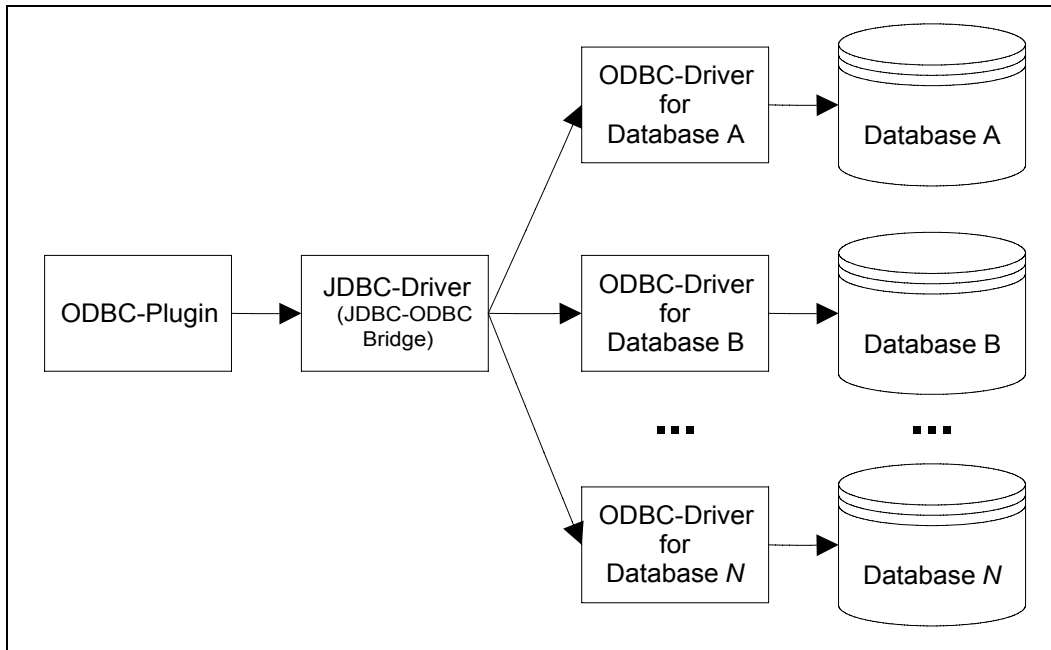 ODBC-Plugin
JDBC-Driver
(JDBC-ODBC
Bridge)
ODBC-Driver
for
Database A
Database A
ODBC-Driver
for
Database B
Database B
...
...
ODBC-Driver
for
Database N
Database N